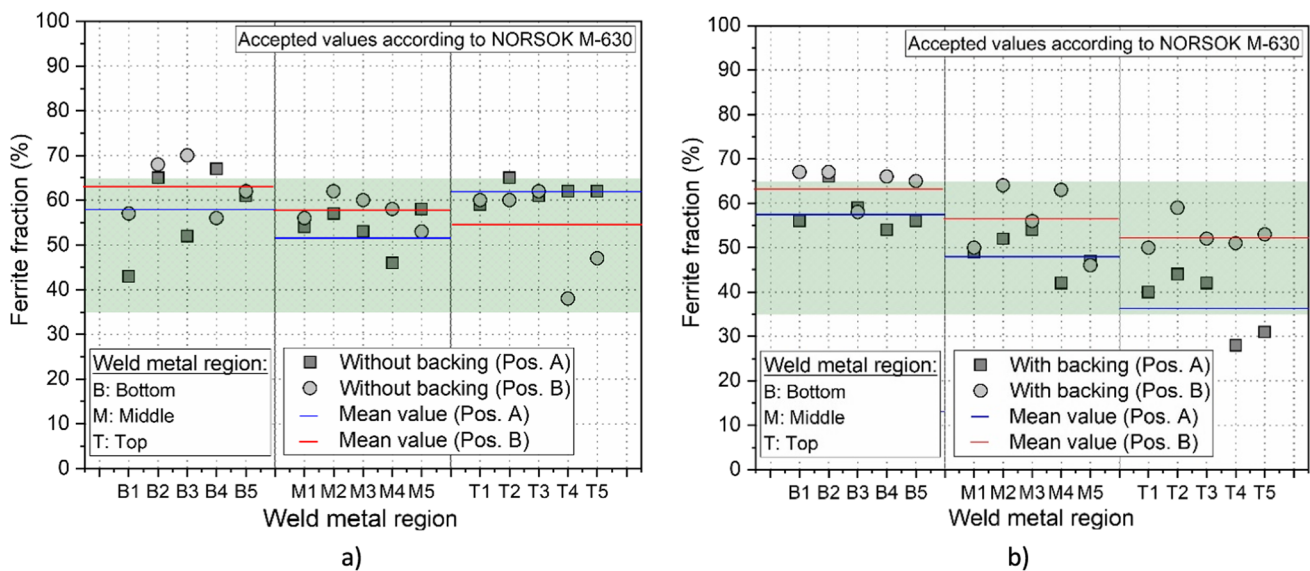 Accepted values according to NORSOK M-630
100
90
80
70
60
50
40
30
20
10
0
Ferrite fraction (%)
Weld metal region:
B: Bottom
M: Middle
T: Top
Without backing (Pos. A)
Without backing (Pos. B)
Mean value (Pos. A)
Mean value (Pos. B)
B1 B2 B3 B4 B5 M1 M2 M3 M4 M5 T1 T2 T3 T4 T5
Weld metal region
a)
Accepted values according to NORSOK M-630
100
90
80
70
60
50
40
30
20
10
0
Ferrite fraction (%)
Weld metal region:
B: Bottom
M: Middle
T: Top
With backing (Pos. A)
With backing (Pos. B)
Mean value (Pos. A)
Mean value (Pos. B)
B1 B2 B3 B4 B5 M1 M2 M3 M4 M5 T1 T2 T3 T4 T5
Weld metal region
b)